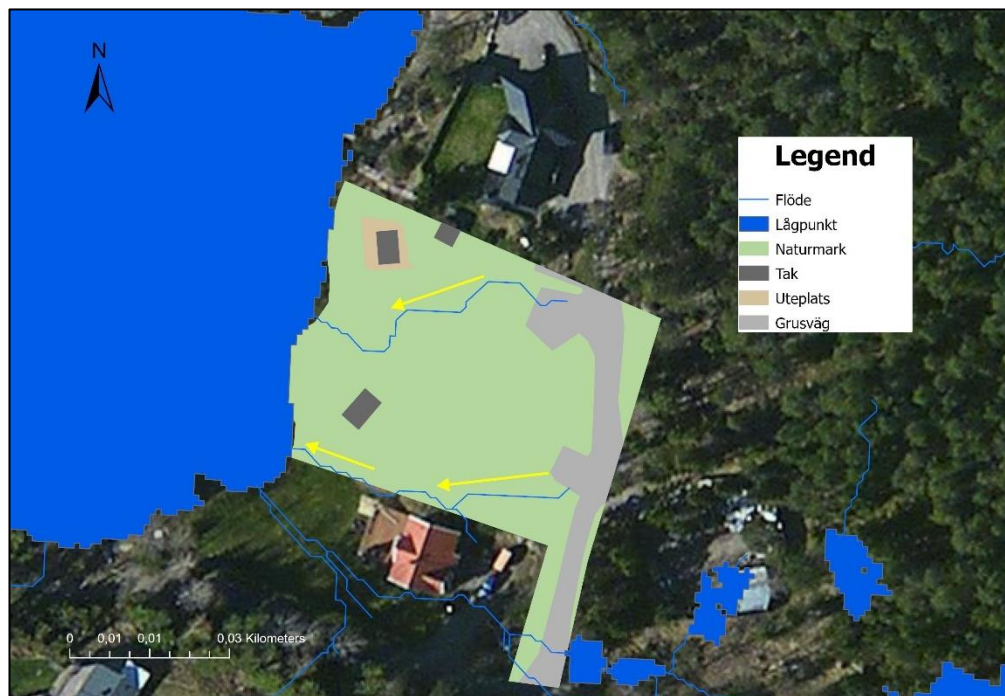 N
Legend
Flöde
Lågpunkt
Naturmark
Tak
Uteplats
Grusväg
0 0,01 0,01 0,03 Kilometers